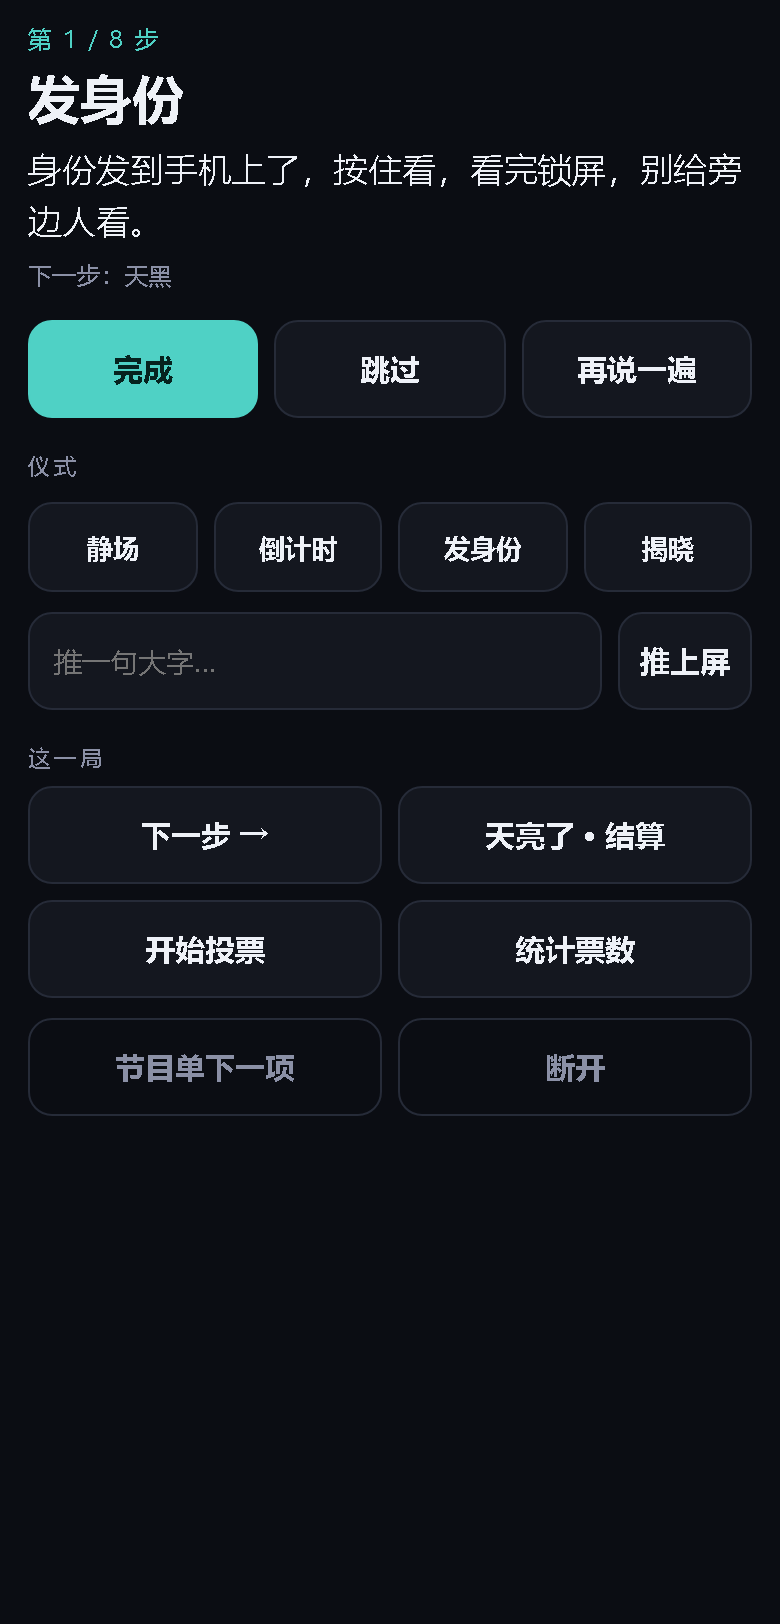 第 1 / 8 步
发身份
身份发到手机上了，按住看，看完锁屏，别给旁
边人看。
下一步：天黑
完成 跳过 再说一遍
仪式
静场 倒计时 发身份 揭晓
推一句大字... 推上屏
这一局
下一步 → 天亮了 • 结算
开始投票 统计票数
节目单下一项 断开